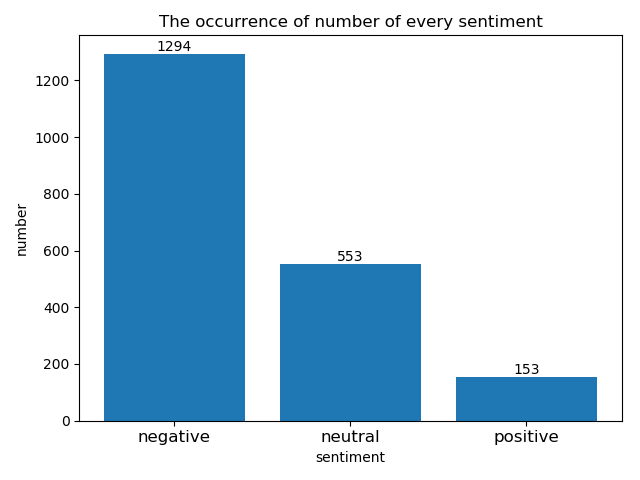 The occurrence of number of every sentiment
1294
553
153
1200
1000
800
600
400
200
0
number
negative
neutral
positive
sentiment